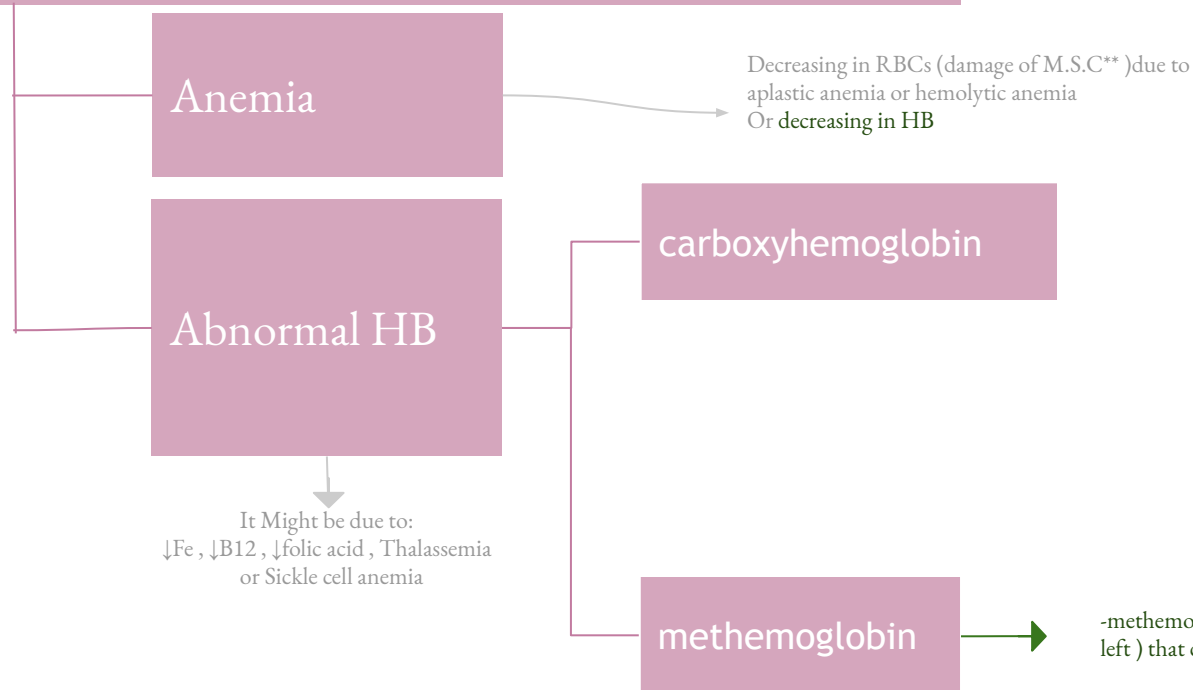 Anemia
Decreasing in RBCs (damage of M.S.C** )due to
aplastic anemia or hemolytic anemia
Or decreasing in HB
carboxyhemoglobin
Abnormal HB
It Might be due to:
↓Fe , ↓B12 , ↓folic acid , Thalassemia
or Sickle cell anemia
methemoglobin
-methemo
left ) that